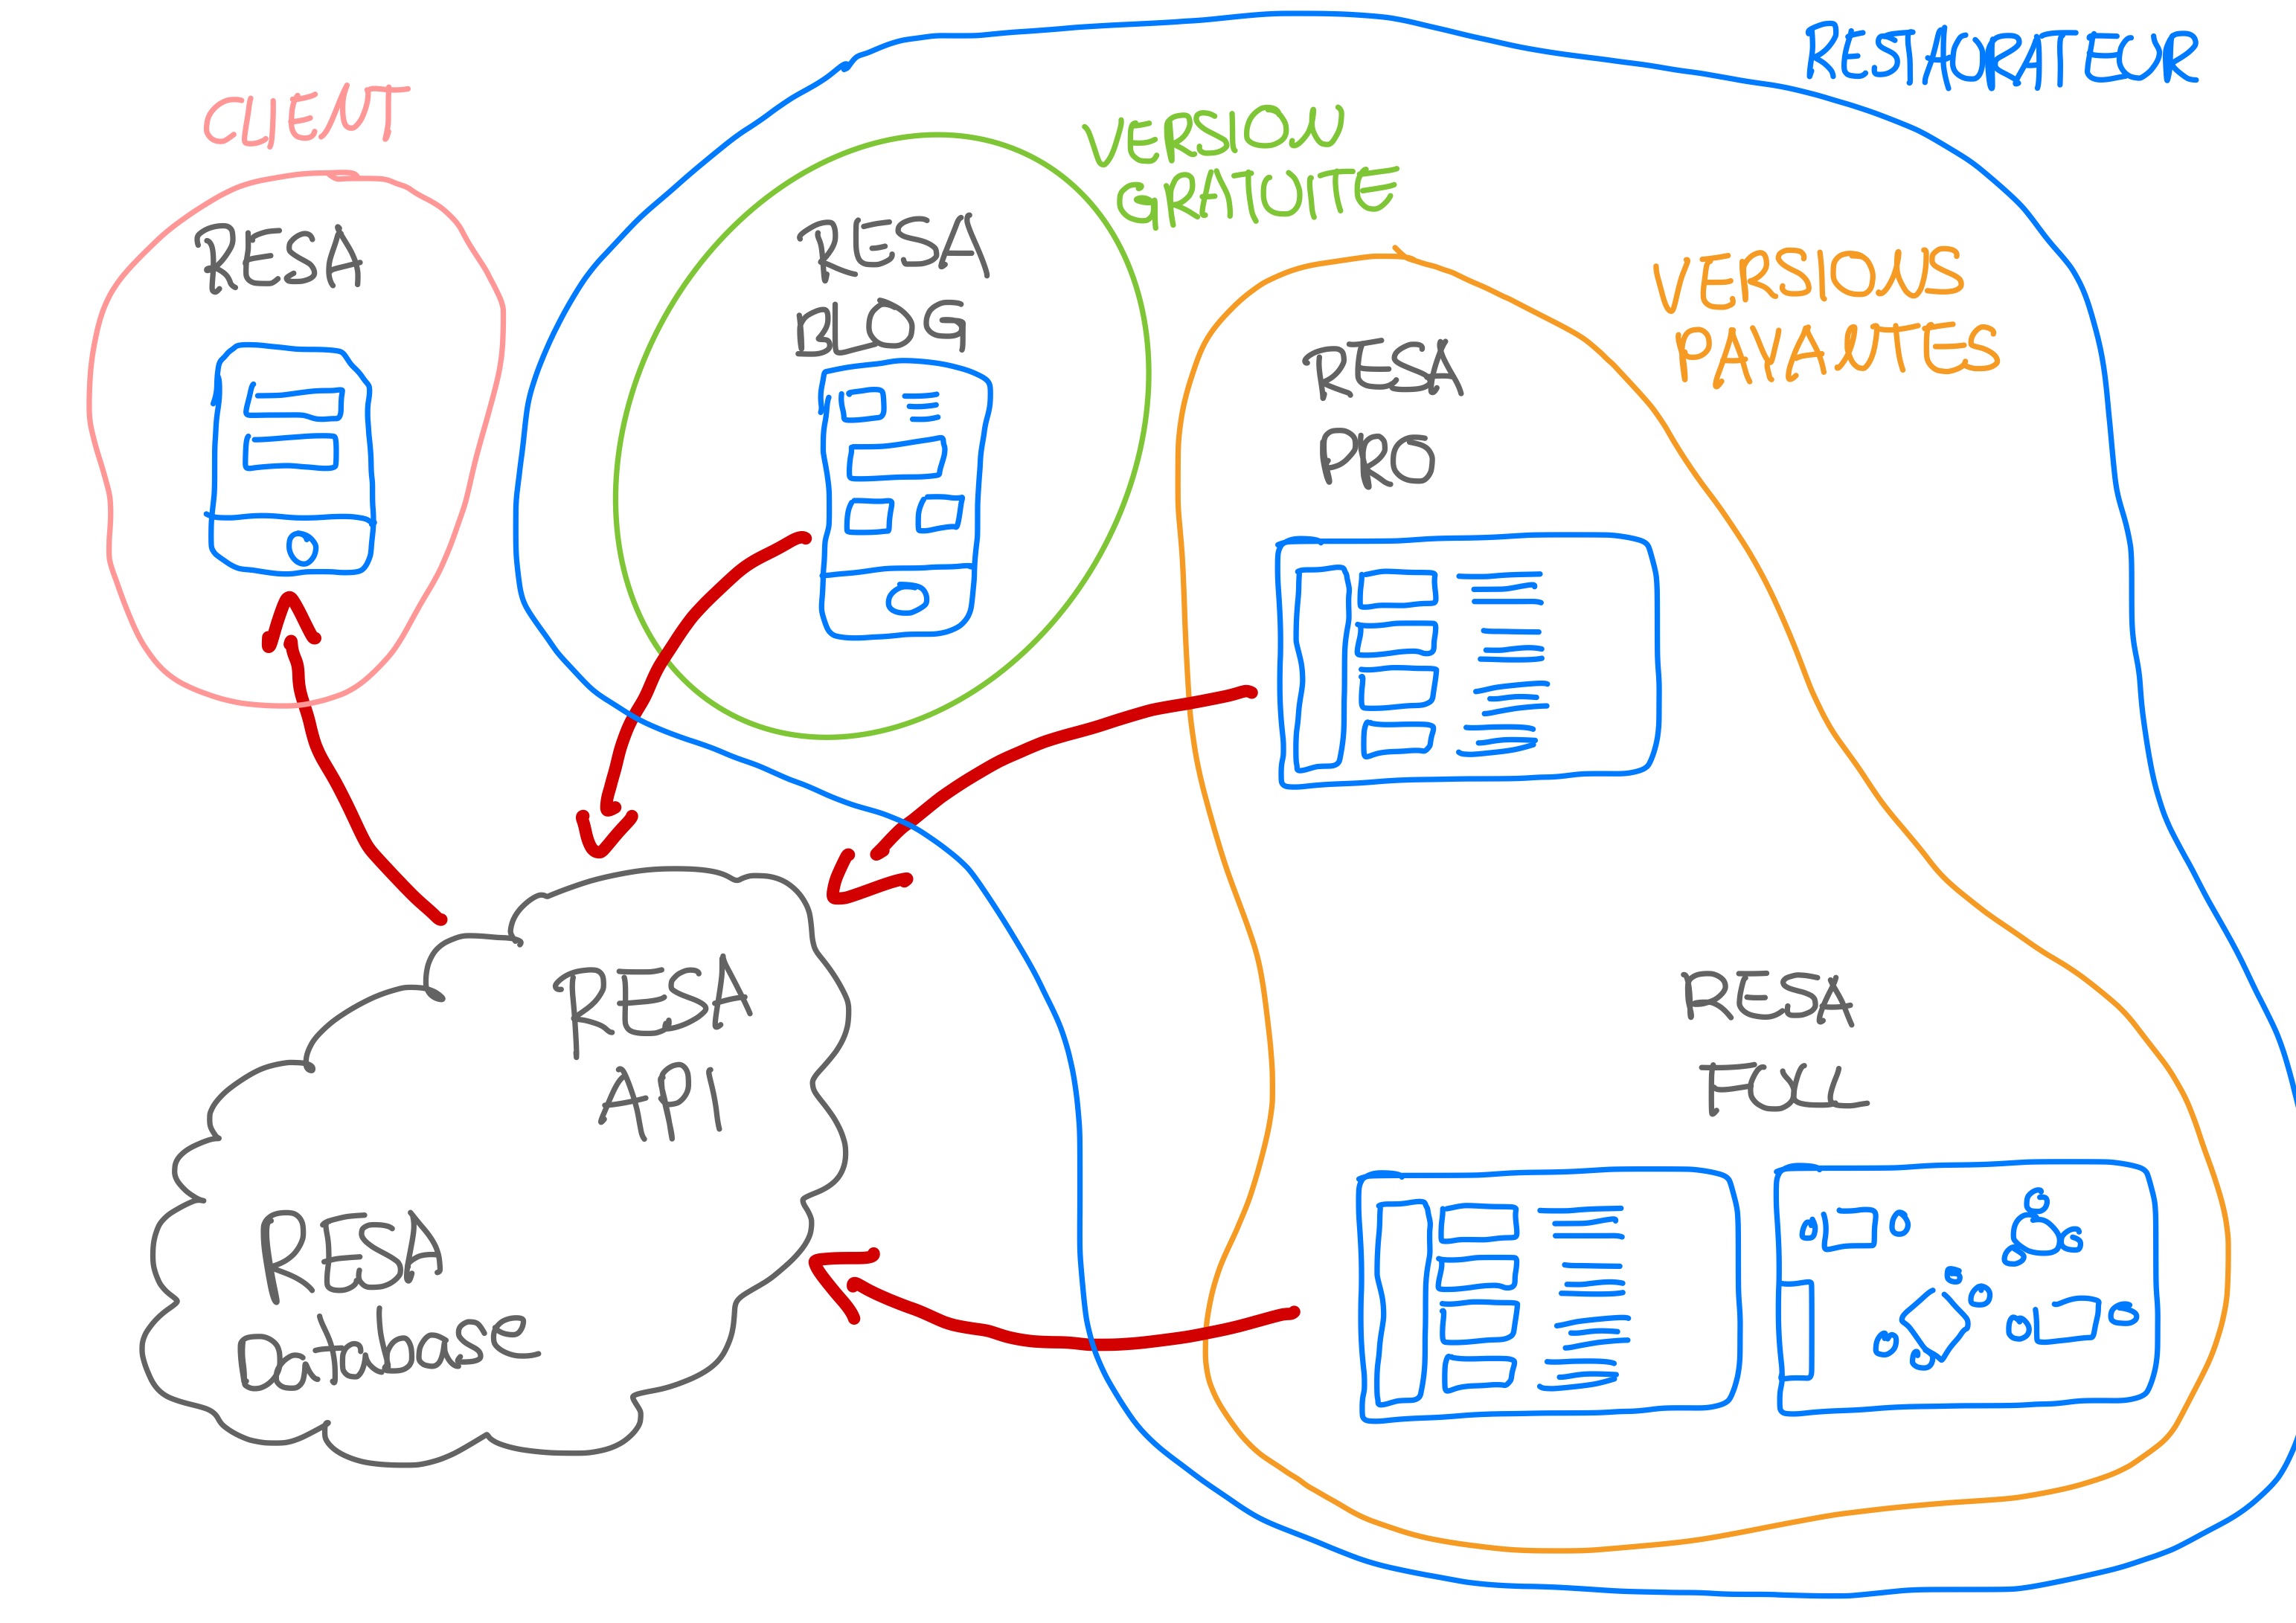 RESTAURATEUR
CLIENT
RESA
VERSION
GRATUITE
RESA
BLOG
VERSIONS
PAYANTES
RESA
PRO
RESA
FULL
RESA
API
RESA
Database